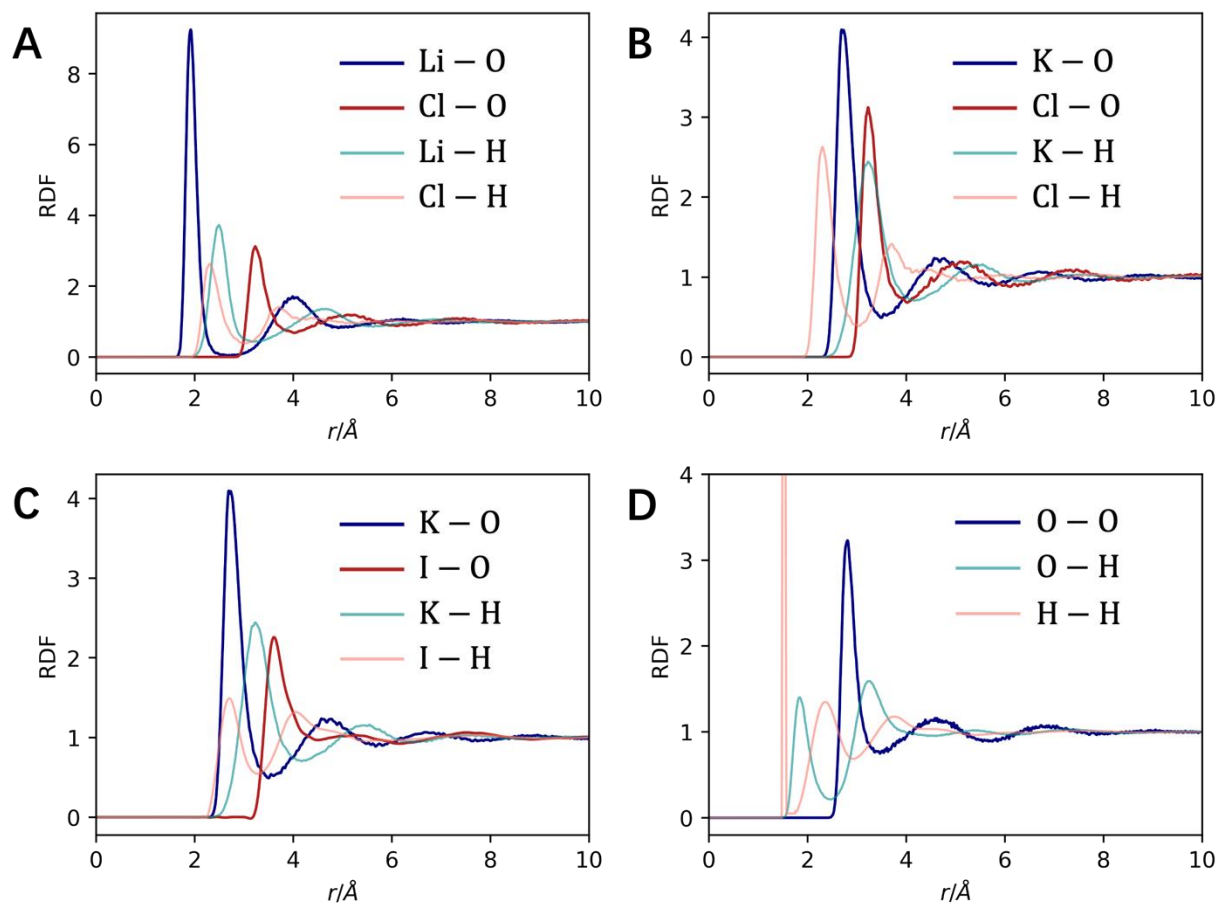 A
Li – O
Cl – O
Li – H
Cl – H
RDF
8
6
4
2
0
0 2 4 6 8 10
r/Å
B
K – O
Cl – O
K – H
Cl – H
RDF
4
3
2
1
0
0 2 4 6 8 10
r/Å
C
K – O
I – O
K – H
I – H
RDF
4
3
2
1
0
0 2 4 6 8 10
r/Å
D
O – O
O – H
H – H
RDF
4
3
2
1
0
0 2 4 6 8 10
r/Å